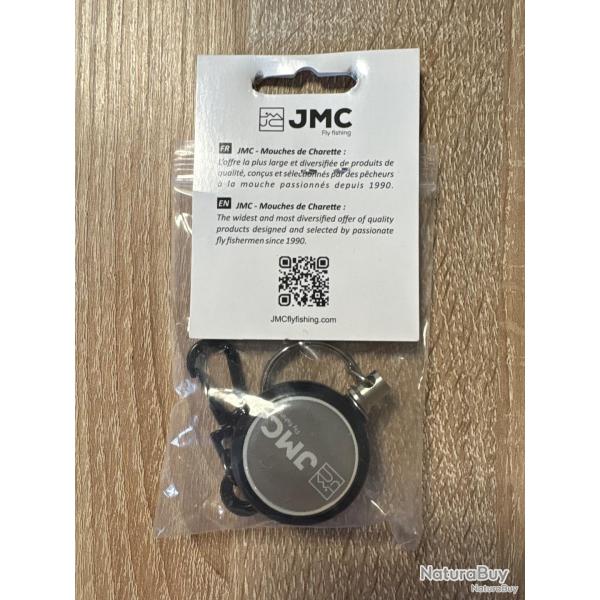 JMC
Fly fishing
FR JMC - Mouches de Charette :
L'offre la plus large et diversifiée de produits de
qualité, conçus et sélectionnés par des pêcheurs
à la mouche passionnés depuis 1990.
EN JMC - Mouches de Charette :
The widest and most diversified offer of quality
products designed and selected by passionate
fly fishermen since 1990.
JMCflyfishing.com
JMC
Fly fishing
NaturaBuy
NaturaBuy